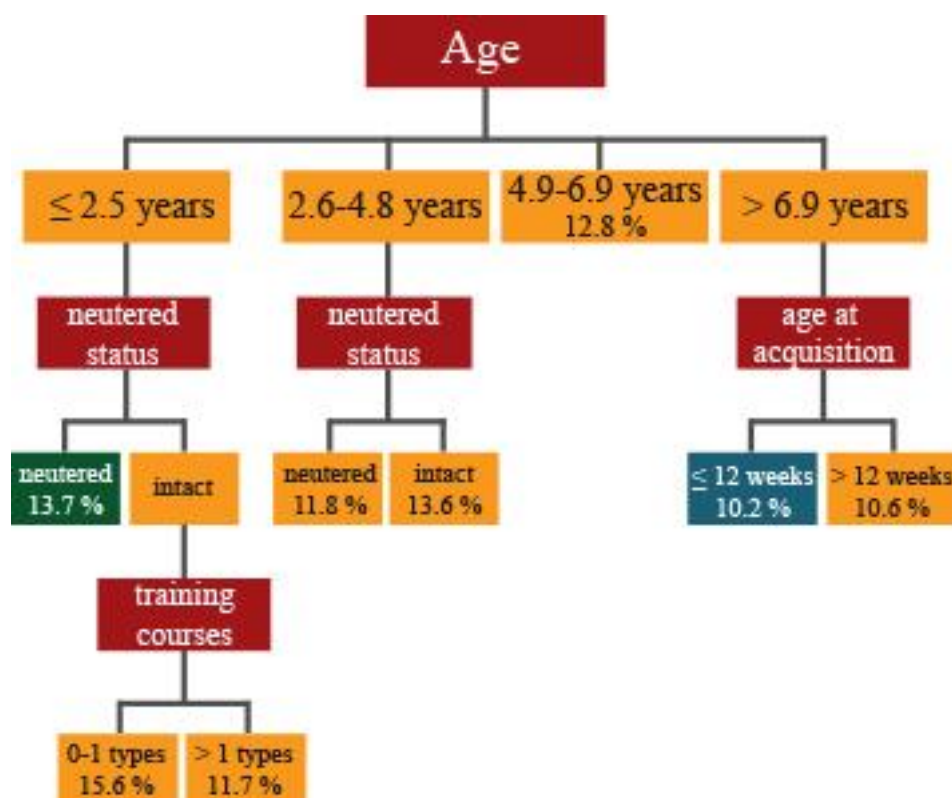 Age
≤ 2.5 years
2.6-4.8 years
4.9-6.9 years
12.8 %
> 6.9 years
neutered
status
neutered
status
age at
acquisition
neutered
13.7 %
intact
neutered
11.8 %
intact
13.6 %
≤ 12 weeks
10.2 %
> 12 weeks
10.6 %
training
courses
0-1 types
15.6 %
> 1 types
11.7 %